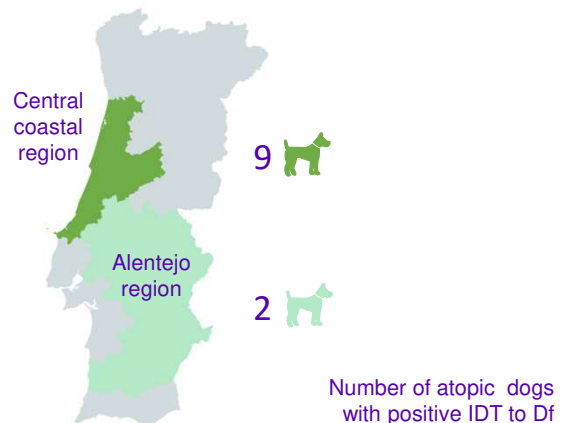 Central
coastal
region
9
Alentejo
region
2
Number of atopic dogs
with positive IDT to Df